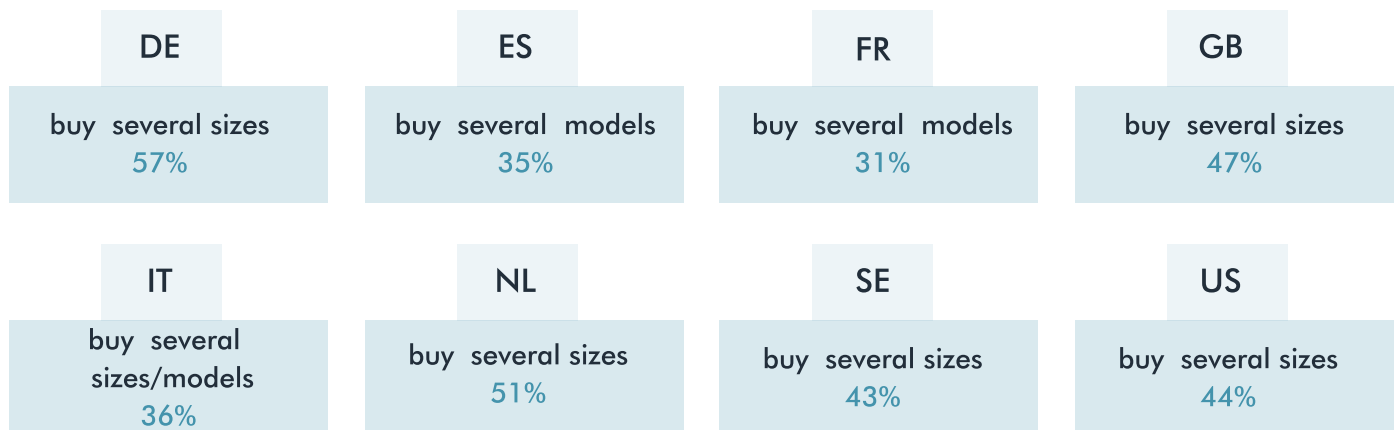 DE
buy several sizes
57%
ES
buy several models
35%
FR
buy several models
31%
GB
buy several sizes
47%
IT
buy several
sizes/models
36%
NL
buy several sizes
51%
SE
buy several sizes
43%
US
buy several sizes
44%